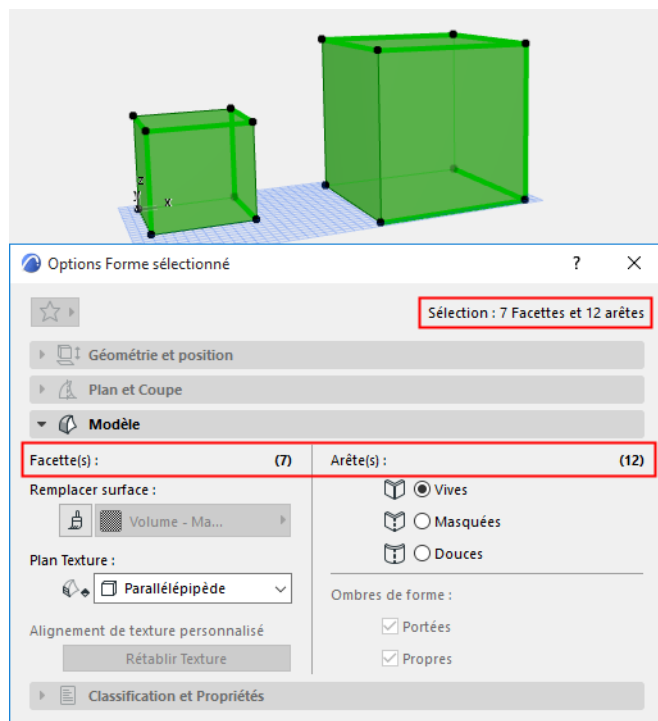 z
y
x
Options Forme sélectionné
?
Sélection : 7 Facettes et 12 arêtes
Géométrie et position
Plan et Coupe
Modèle
Facette(s) : (7)
Arête(s) : (12)
Remplacer surface :
Vives
Volume - Ma...
Masquées
Plan Texture :
Douces
Parallélépipède
Ombres de forme :
Alignement de texture personnalisé
Portées
Rétablir Texture
Propres
Classification et Propriétés